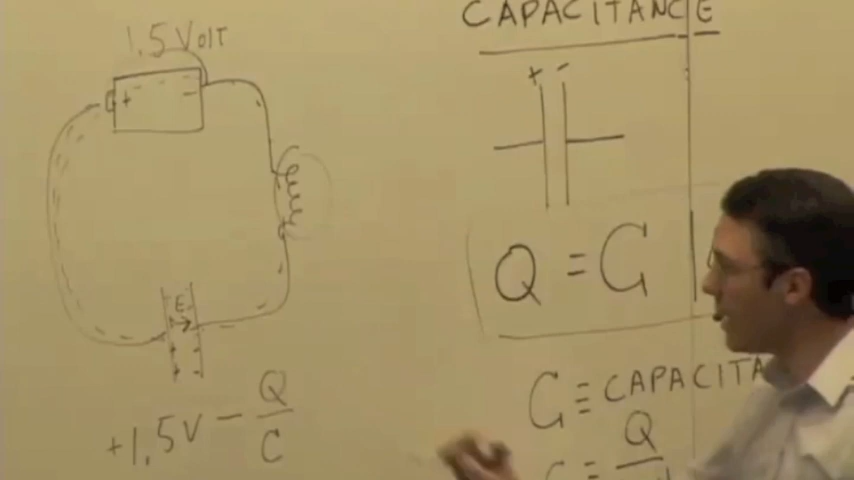 1.5 VOLT
+ -
E
+1.5V - Q/C
CAPACITANCE
+ -
Q = C
C ≡ CAPACITA
C = Q